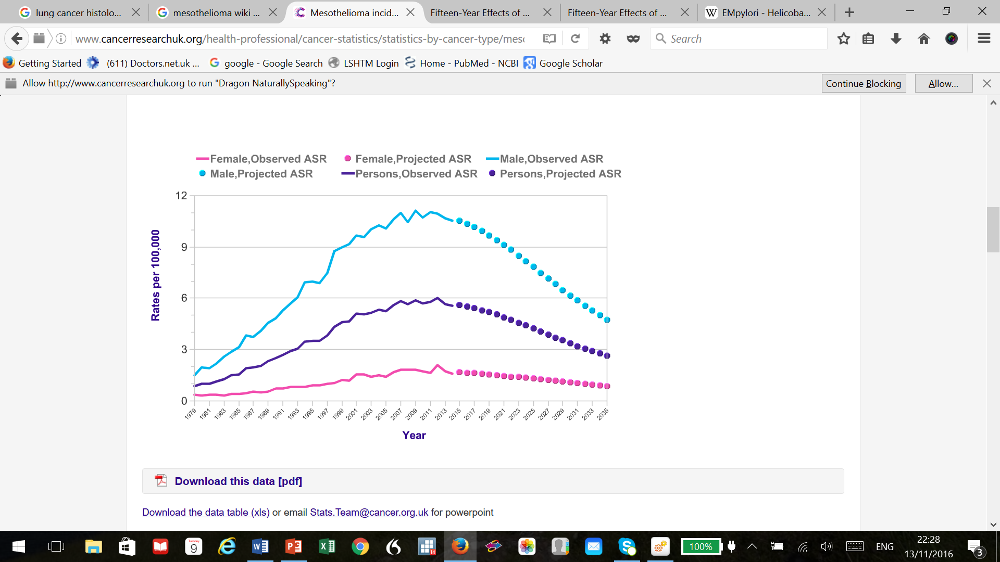 lung cancer histolo...
mesothelioma wiki ...
Mesothelioma incid...
Fifteen-Year Effects of ...
Fifteen-Year Effects of ...
W EMpylori - Helicoba...
www.cancerresearchuk.org/health-professional/cancer-statistics/statistics-by-cancer-type/meso
Search
Getting Started
(611) Doctors.net.uk ...
google - Google Search
LSHTM Login
Home - PubMed - NCBI
Google Scholar
Allow http://www.cancerresearchuk.org to run "Dragon NaturallySpeaking"?
Continue Blocking
Allow...
Female,Observed ASR
Female,Projected ASR
Male,Observed ASR
Male,Projected ASR
Persons,Observed ASR
Persons,Projected ASR
12
9
6
3
0
Rates per 100,000
1979 1981 1983 1985 1987 1989 1991 1993 1995 1997 1999 2001 2003 2005 2007 2009 2011 2013 2015 2017 2019 2021 2023 2025 2027 2029 2031 2033 2035
Year
Download this data [pdf]
Download the data table (xls) or email Stats.Team@cancer.org.uk for powerpoint
Tuesday
9
14
100%
ENG
22:28
13/11/2016
3